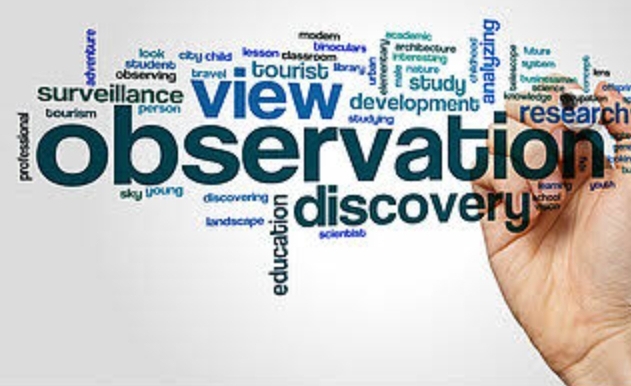 adventure
look
student
observing
city child
travel
lesson
modern
binoculars
classroom
tourist
library
urban
elementary
academic
architecture
interesting
male nature
study
childhood
analyzing
telescope
future
system
businessman
science
knowledge
lens
surveillance
view
development
research
tourism
person
studying
professional
observation
sky young
discovering
discovery
learning
school
youth
landscape
education
scientist